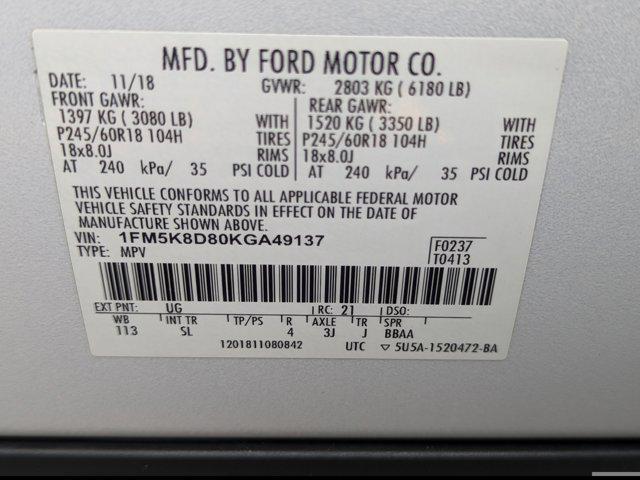 MFD. BY FORD MOTOR CO.
DATE: 11/18 GVWR: 2803 KG ( 6180 LB)
FRONT GAWR: REAR GAWR:
1397 KG ( 3080 LB) WITH 1520 KG ( 3350 LB) WITH
P245/60R18 104H TIRES P245/60R18 104H TIRES
18x8.0J RIMS 18x8.0J RIMS
AT 240 kPa/ 35 PSI COLD AT 240 kPa/ 35 PSI COLD
THIS VEHICLE CONFORMS TO ALL APPLICABLE FEDERAL MOTOR
VEHICLE SAFETY STANDARDS IN EFFECT ON THE DATE OF
MANUFACTURE SHOWN ABOVE.
VIN: 1FM5K8D80KGA49137 F0237
TYPE: MPV T0413
EXT PNT: UG RC: 21 DSO:
WB INT TR TP/PS R AXLE TR SPR
113 SL 4 3J J BBAA
1201811080842 UTC ▽ 5U5A-1520472-BA